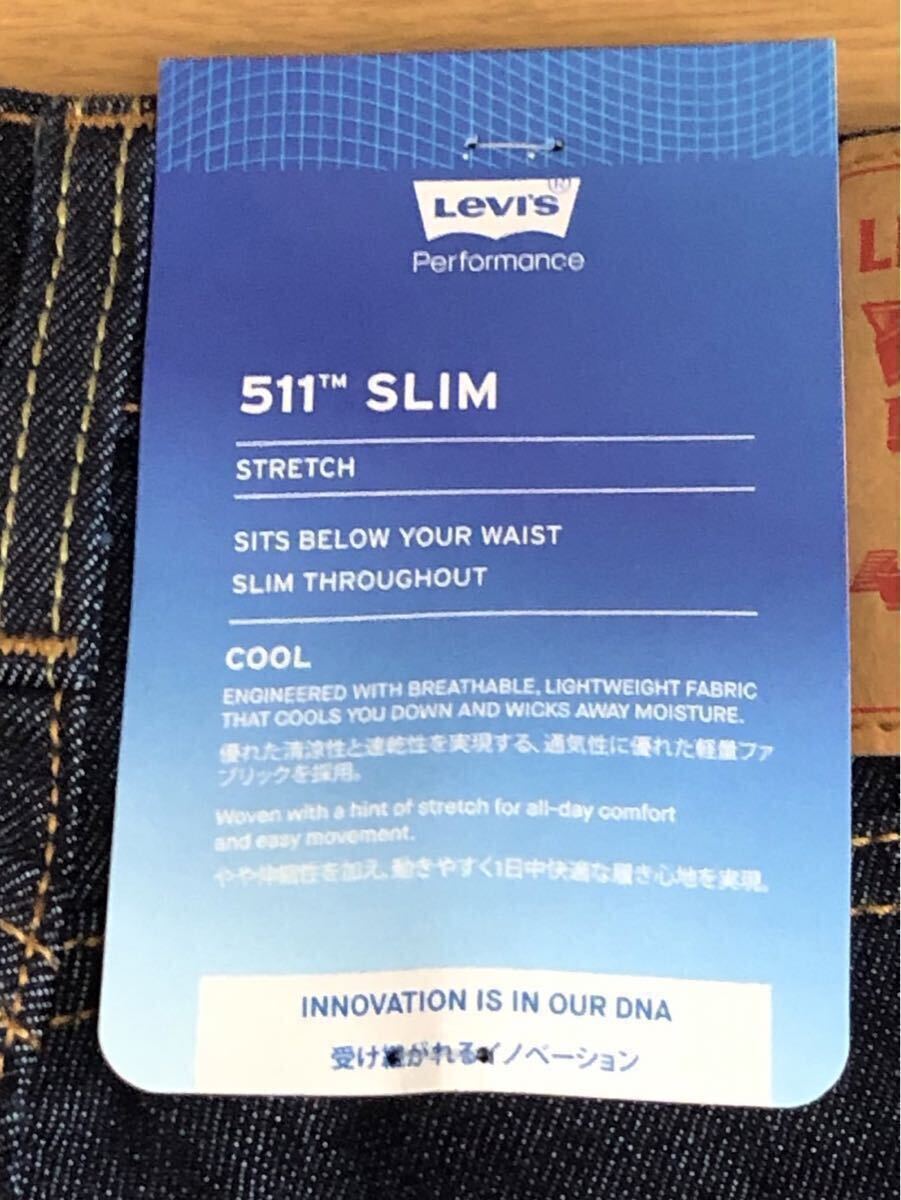 Levi's®
Performance
511™ SLIM
STRETCH
SITS BELOW YOUR WAIST
SLIM THROUGHOUT
COOL
ENGINEERED WITH BREATHABLE, LIGHTWEIGHT FABRIC
THAT COOLS YOU DOWN AND WICKS AWAY MOISTURE.
優れた清涼性と速乾性を実現する、通気性に優れた軽量ファ
ブリックを採用。
Woven with a hint of stretch for all-day comfort
and easy movement.
やや伸縮性を加え、動きやすく1日中快適な履き心地を実現。
INNOVATION IS IN OUR DNA
受け継がれるイノベーション